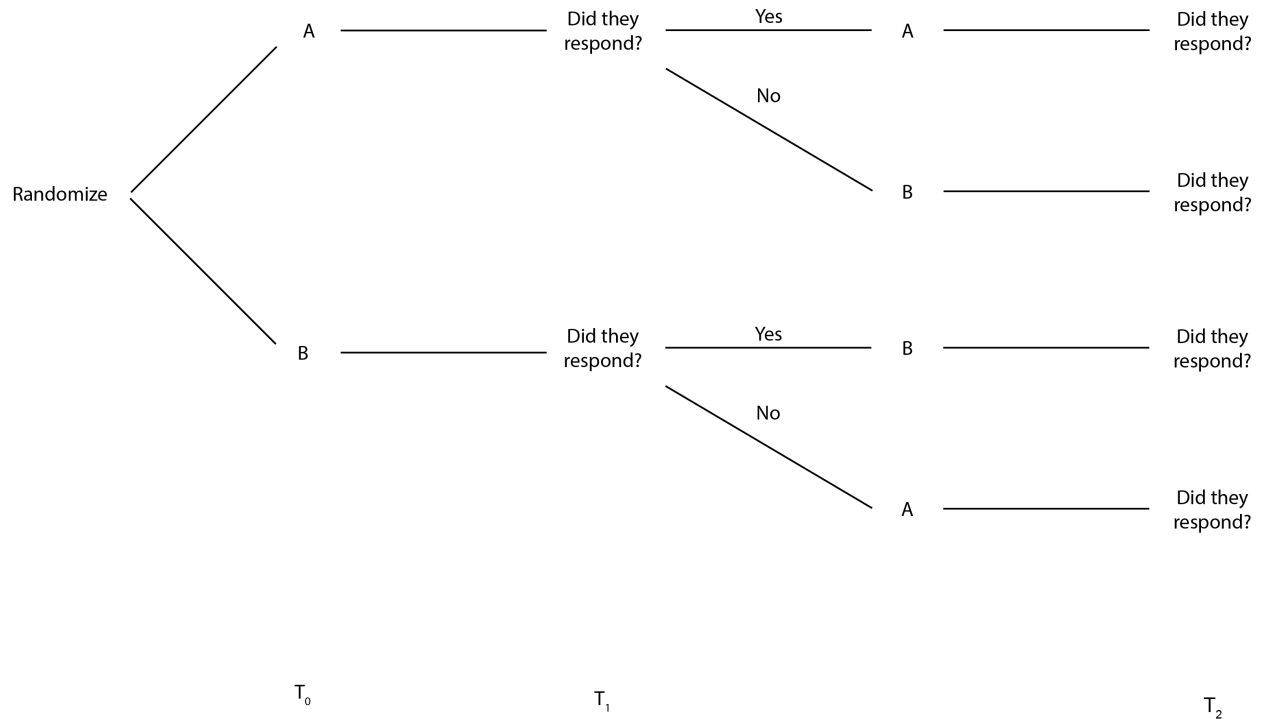 A
Did they
respond?
Yes
A
Did they
respond?
No
Randomize
B
Did they
respond?
B
Did they
respond?
Yes
B
Did they
respond?
No
A
Did they
respond?
T0
T1
T2